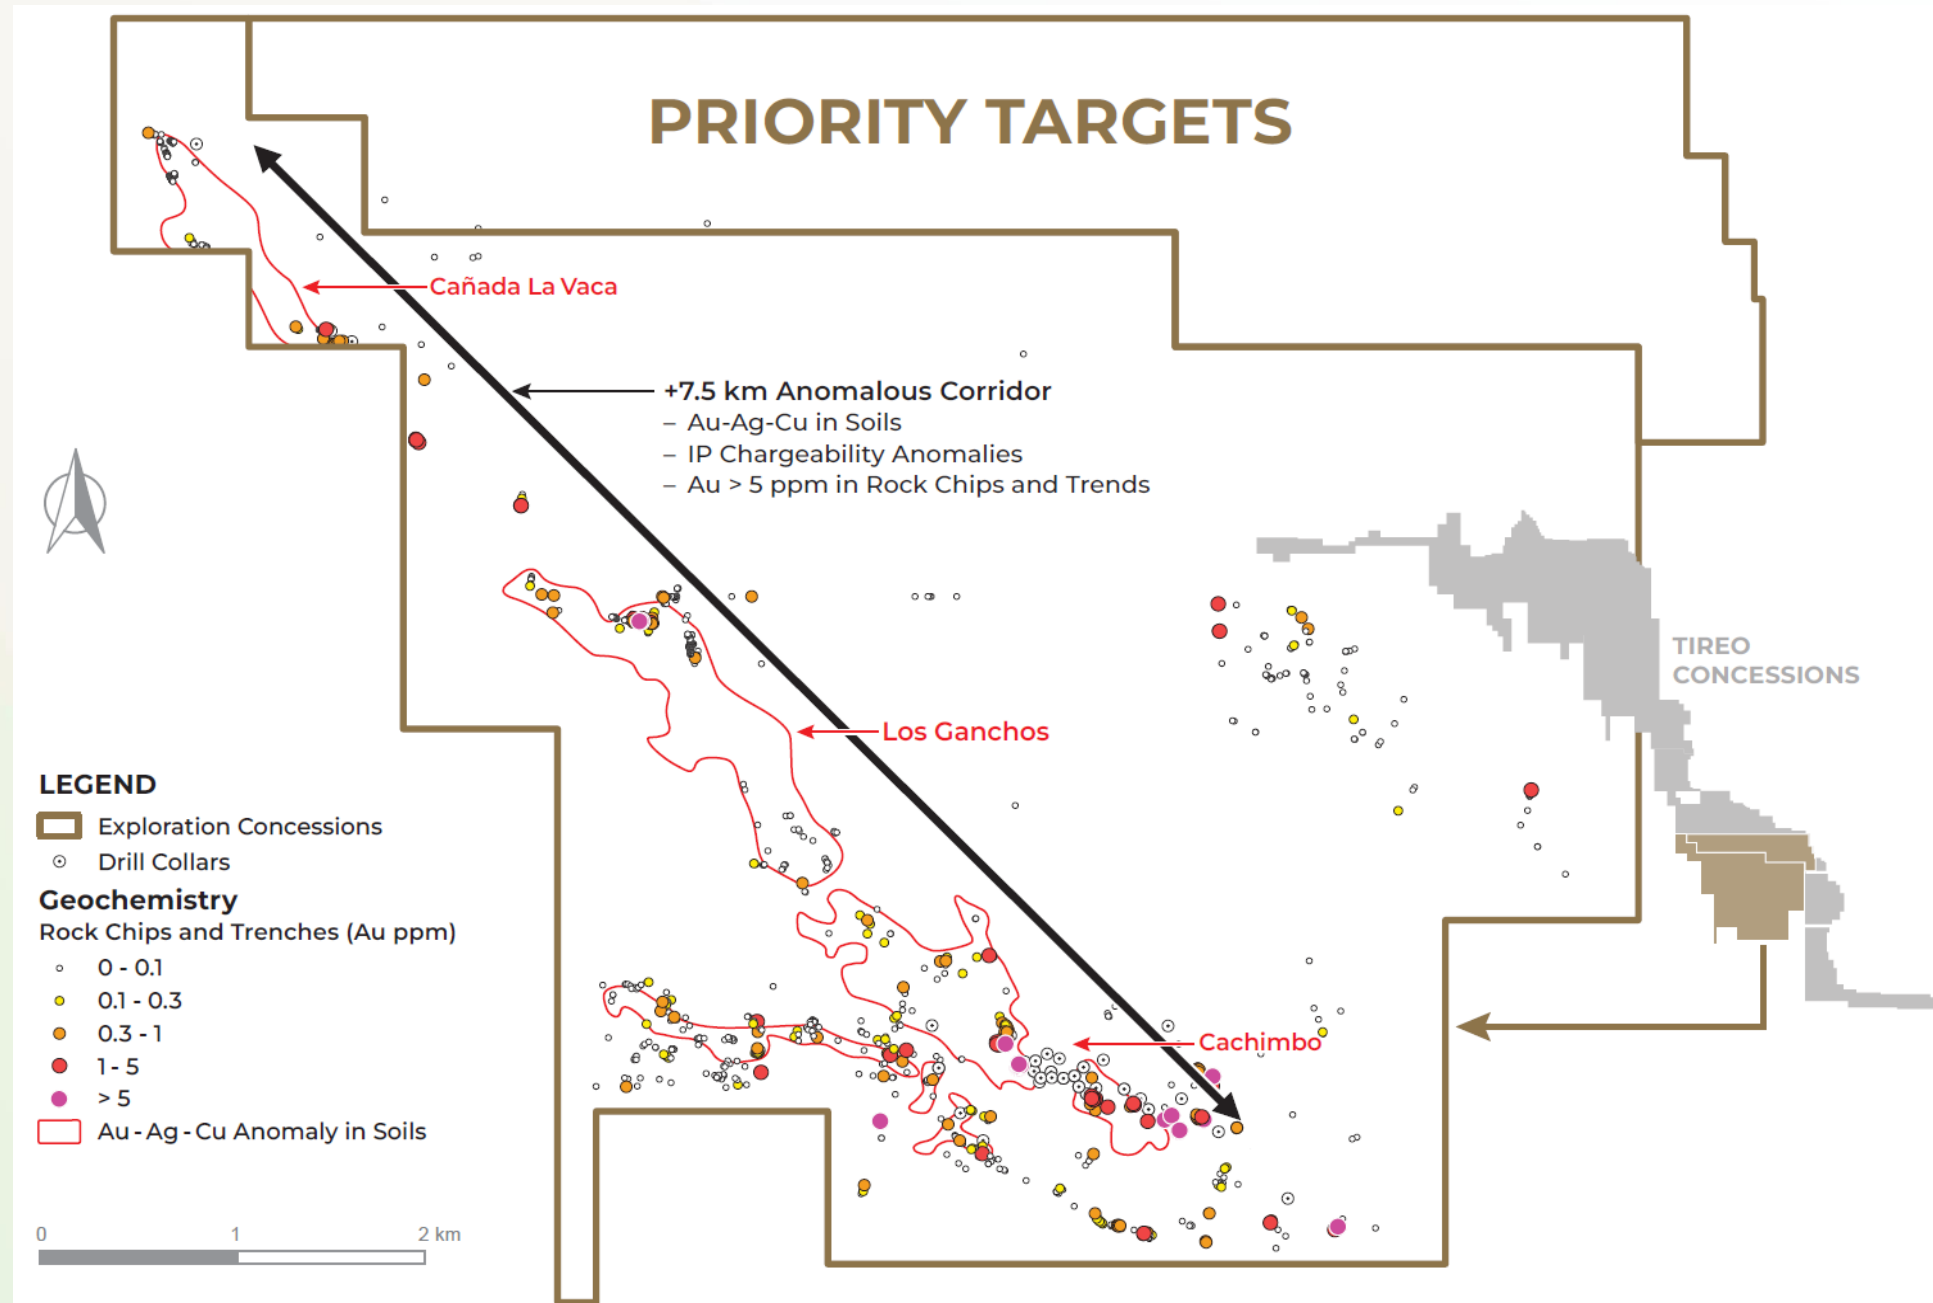 PRIORITY TARGETS
Cañada La Vaca
+7.5 km Anomalous Corridor
– Au-Ag-Cu in Soils
– IP Chargeability Anomalies
– Au > 5 ppm in Rock Chips and Trends
TIREO
CONCESSIONS
Los Ganchos
Cachimbo
LEGEND
Exploration Concessions
Drill Collars
Geochemistry
Rock Chips and Trenches (Au ppm)
0 - 0.1
0.1 - 0.3
0.3 - 1
1 - 5
> 5
Au - Ag - Cu Anomaly in Soils
0 1 2 km